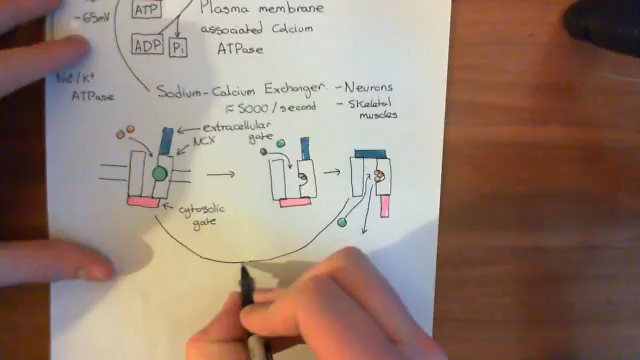 -65mV
ATP
Plasma membrane
associated Calcium
ATPase
ADP
Pi
Na⁺/K⁺
ATPase
Sodium-Calcium Exchanger
≈ 5000/second
- Neurons
- Skeletal
muscles
extracellular
gate
NCX
cytosolic
gate